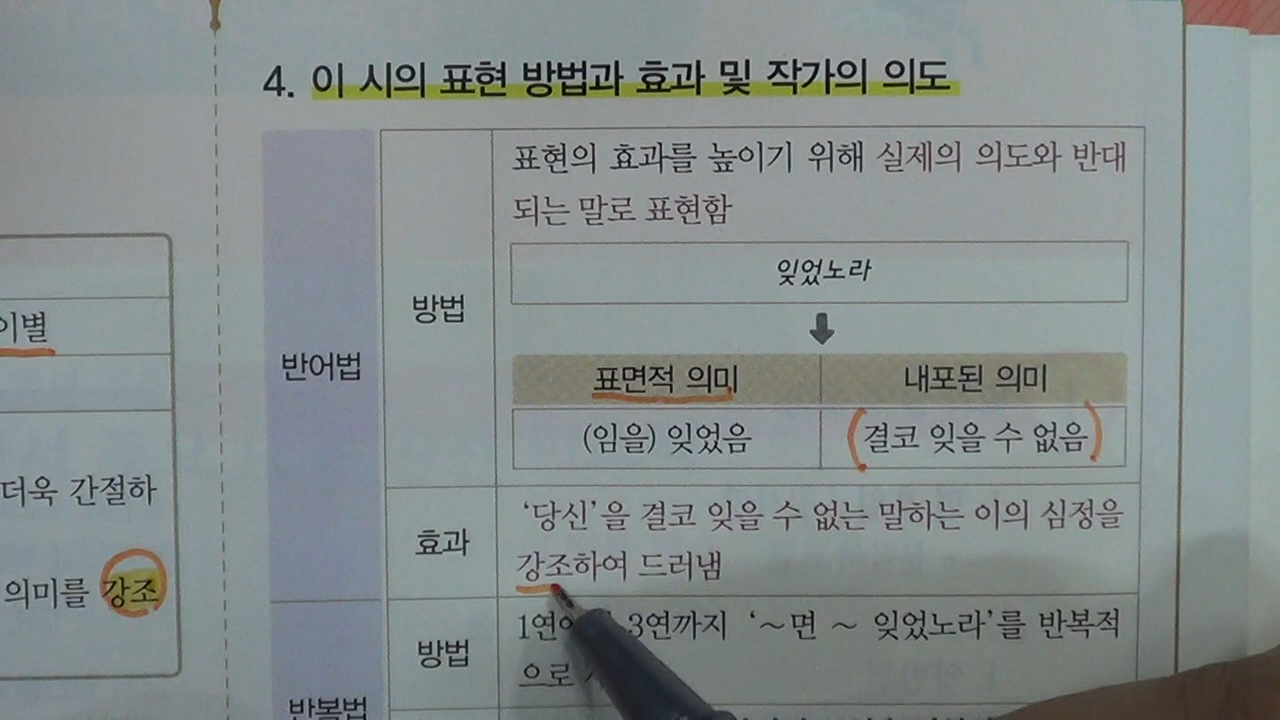 4. 이 시의 표현 방법과 효과 및 작가의 의도
이별
더욱 간절하
의미를 강조
반어법
방법
표현의 효과를 높이기 위해 실제의 의도와 반대
되는 말로 표현함
잊었노라
표면적 의미 내포된 의미
(임을) 잊었음 결코 잊을 수 없음
효과
'당신'을 결코 잊을 수 없는 말하는 이의 심정을
강조하여 드러냄
반복법
방법
3연까지 '~면 ~ 잊었노라'를 반복적
으로